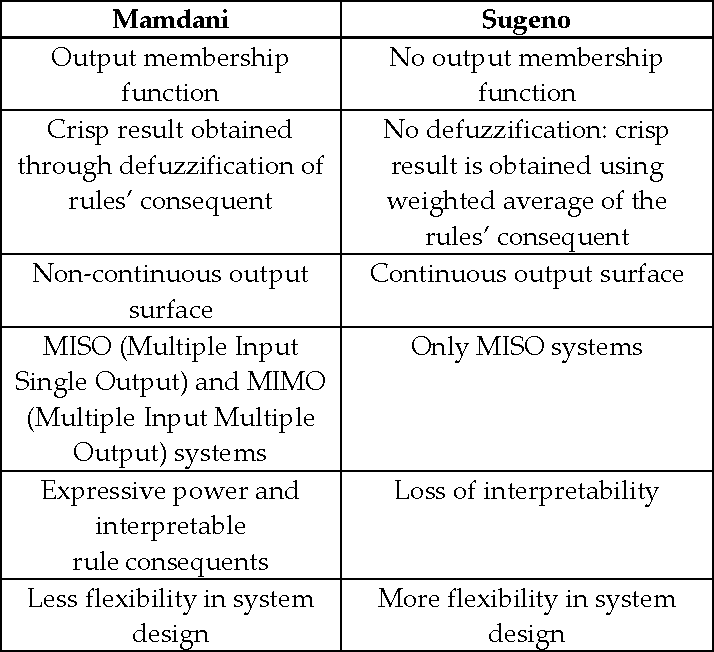 Mamdani
Sugeno
Output membership
function
No output membership
function
Crisp result obtained
through defuzzification of
rules’ consequent
No defuzzification: crisp
result is obtained using
weighted average of the
rules’ consequent
Non-continuous output
surface
Continuous output surface
MISO (Multiple Input
Single Output) and MIMO
(Multiple Input Multiple
Output) systems
Only MISO systems
Expressive power and
interpretable
rule consequents
Loss of interpretability
Less flexibility in system
design
More flexibility in system
design